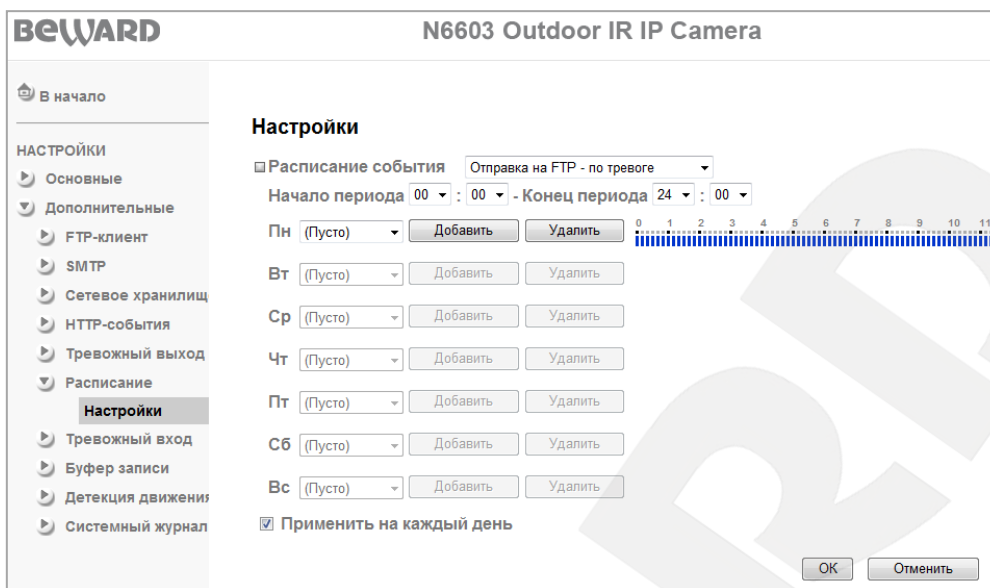 BEWARD
N6603 Outdoor IR IP Camera
В начало
НАСТРОЙКИ
Основные
Дополнительные
FTP-клиент
SMTP
Сетевое хранилищ
HTTP-события
Тревожный выход
Расписание
Настройки
Тревожный вход
Буфер записи
Детекция движения
Системный журнал
Настройки
Расписание события Отправка на FTP - по тревоге
Начало периода 00 : 00 - Конец периода 24 : 00
Пн (Пусто) Добавить Удалить 0 1 2 3 4 5 6 7 8 9 10 11
Вт (Пусто) Добавить Удалить
Ср (Пусто) Добавить Удалить
Чт (Пусто) Добавить Удалить
Пт (Пусто) Добавить Удалить
Сб (Пусто) Добавить Удалить
Вс (Пусто) Добавить Удалить
Применить на каждый день
OK Отменить